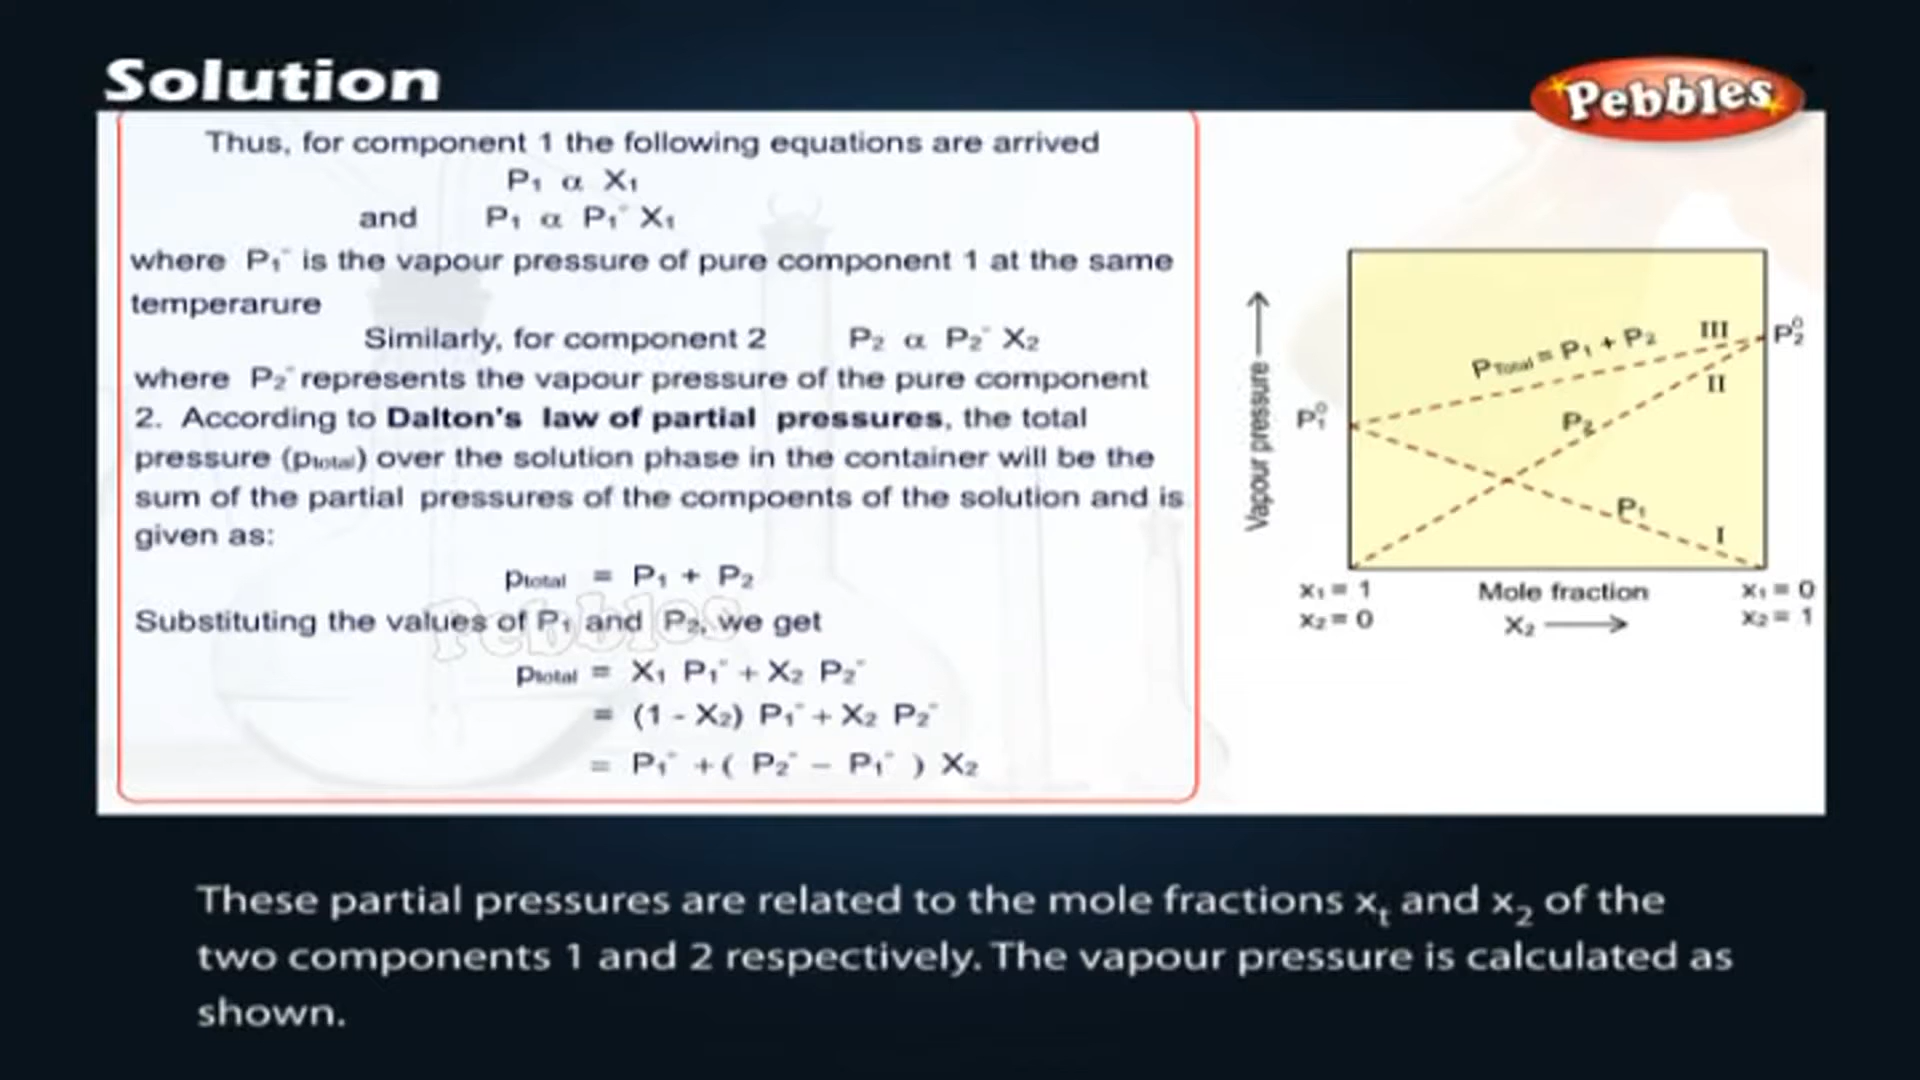 Solution
Pebbles
Thus, for component 1 the following equations are arrived
P₁ α X₁
and P₁ α P₁° X₁
where P₁° is the vapour pressure of pure component 1 at the same
temperarure
Similarly, for component 2 P₂ α P₂° X₂
where P₂° represents the vapour pressure of the pure component
2. According to Dalton's law of partial pressures, the total
pressure (pₜₒₜₐₗ) over the solution phase in the container will be the
sum of the partial pressures of the compoents of the solution and is
given as:
pₜₒₜₐₗ = P₁ + P₂
Substituting the values of P₁ and P₂, we get
pₜₒₜₐₗ = X₁ P₁° + X₂ P₂°
= (1 - X₂) P₁° + X₂ P₂°
= P₁° + ( P₂° − P₁° ) X₂
Pebbles
Vapour pressure
P₁⁰
P_Total = P₁ + P₂
III
P₂⁰
II
P₂
P₁
I
x₁ = 1 Mole fraction x₁ = 0
x₂ = 0 X₂ x₂ = 1
These partial pressures are related to the mole fractions xₜ and x₂ of the
two components 1 and 2 respectively. The vapour pressure is calculated as
shown.